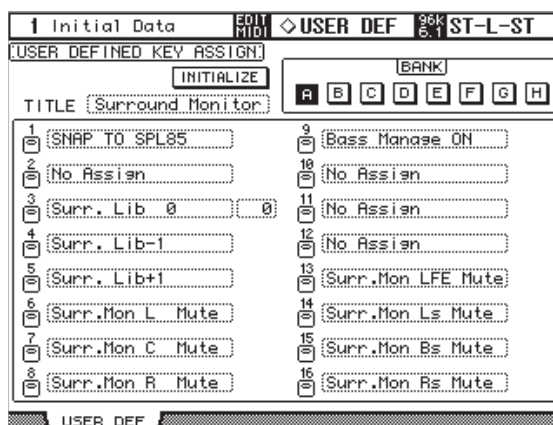 1 Initial Data EDIT MIDI ◇USER DEF 96k 6.1 ST-L-ST
USER DEFINED KEY ASSIGN
INITIALIZE
BANK
A B C D E F G H
TITLE Surround Monitor
1 SNAP TO SPL85
2 No Assign
3 Surr. Lib 0 0
4 Surr. Lib-1
5 Surr. Lib+1
6 Surr.Mon L Mute
7 Surr.Mon C Mute
8 Surr.Mon R Mute
9 Bass Manage ON
10 No Assign
11 No Assign
12 No Assign
13 Surr.Mon LFE Mute
14 Surr.Mon Ls Mute
15 Surr.Mon Bs Mute
16 Surr.Mon Rs Mute
USER DEF